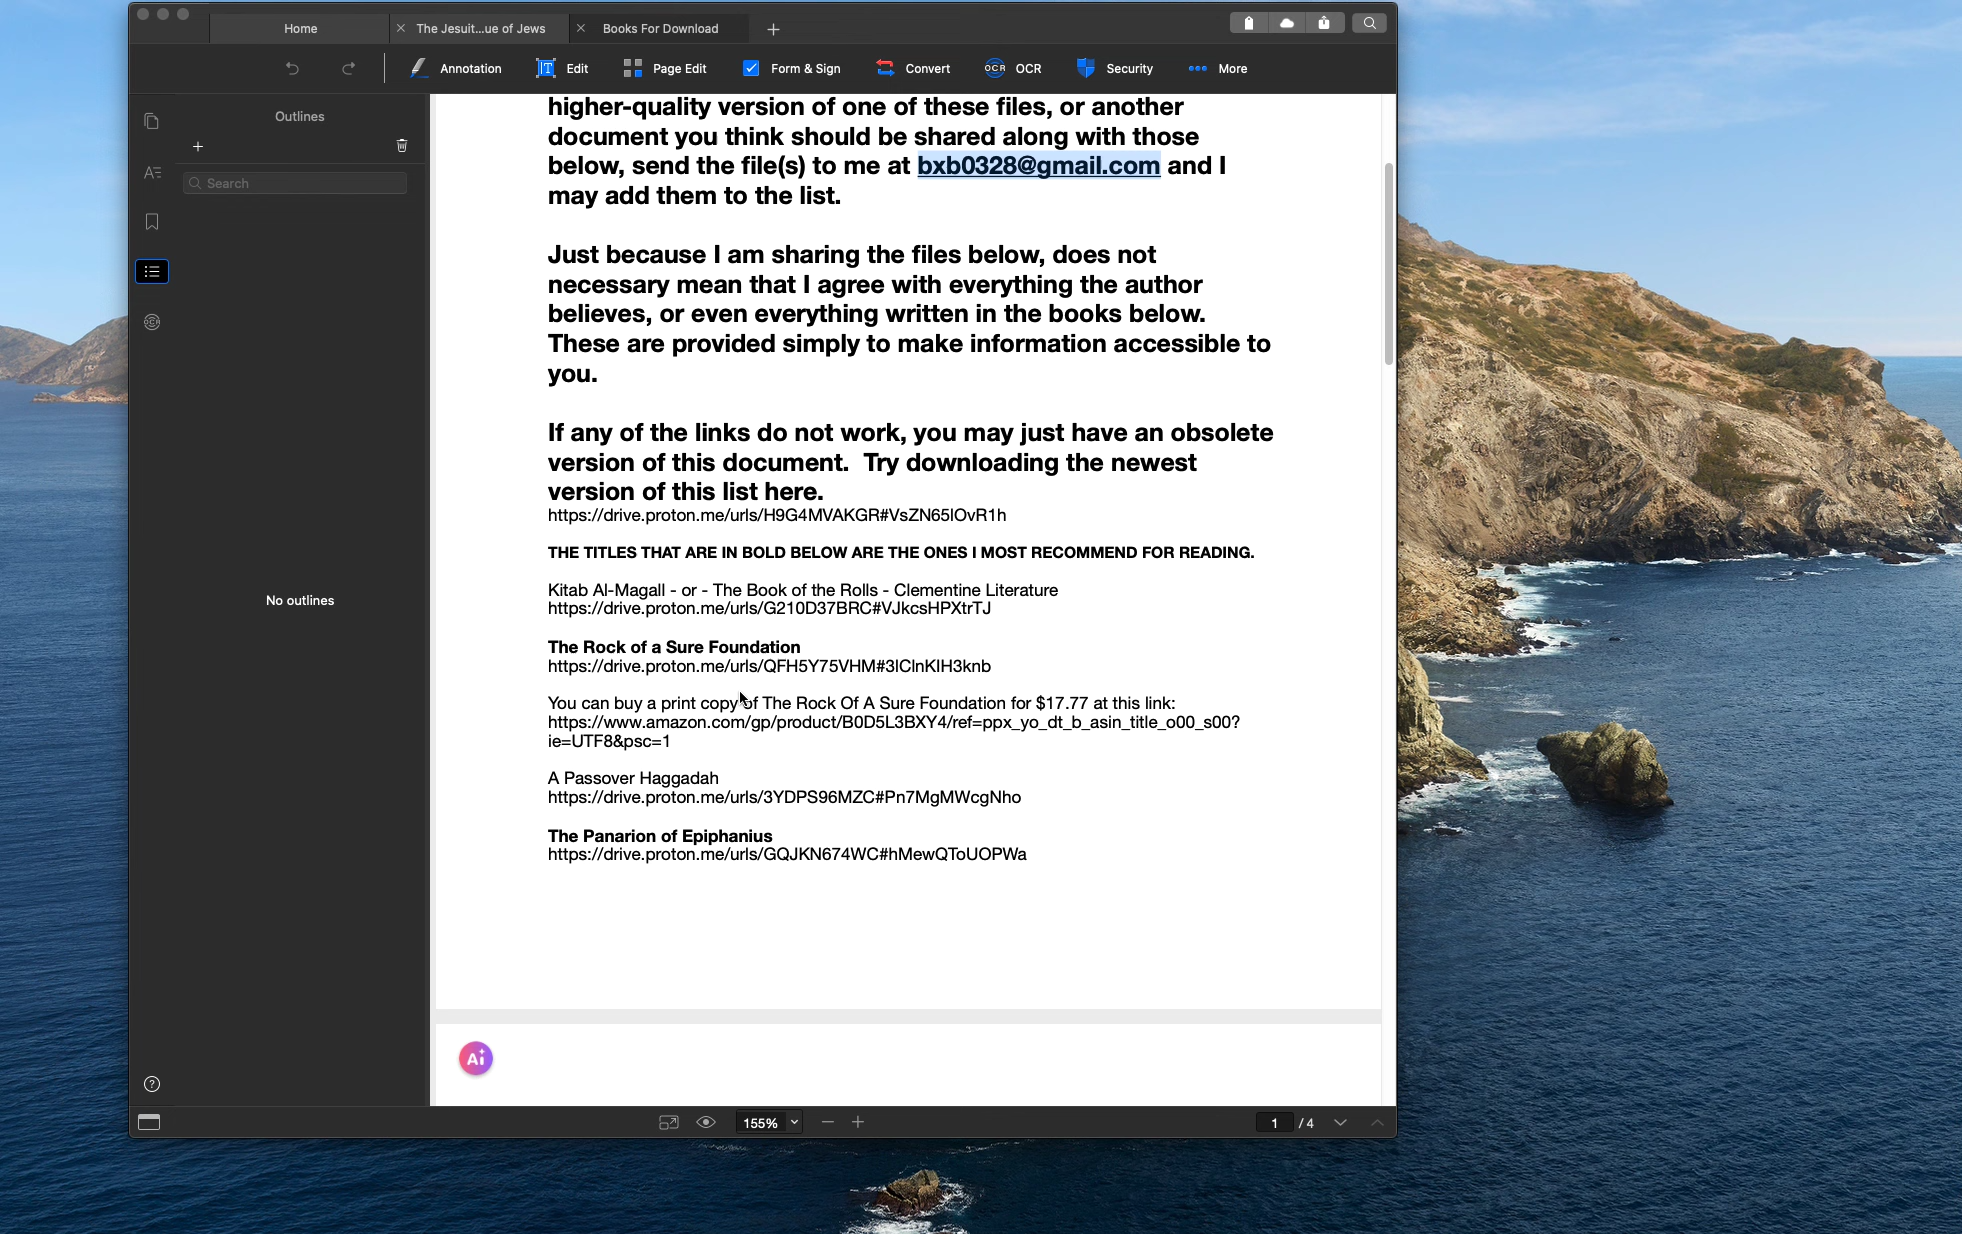 Home
The Jesuit...ue of Jews
Books For Download
Annotation
Edit
Page Edit
Form & Sign
Convert
OCR
OCR
Security
More
Outlines
Search
No outlines
higher-quality version of one of these files, or another
document you think should be shared along with those
below, send the file(s) to me at bxb0328@gmail.com and I
may add them to the list.
Just because I am sharing the files below, does not
necessary mean that I agree with everything the author
believes, or even everything written in the books below.
These are provided simply to make information accessible to
you.
If any of the links do not work, you may just have an obsolete
version of this document.  Try downloading the newest
version of this list here.
https://drive.proton.me/urls/H9G4MVAKGR#VsZN65lOvR1h
THE TITLES THAT ARE IN BOLD BELOW ARE THE ONES I MOST RECOMMEND FOR READING.
Kitab Al-Magall - or - The Book of the Rolls - Clementine Literature
https://drive.proton.me/urls/G210D37BRC#VJkcsHPXtrTJ
The Rock of a Sure Foundation
https://drive.proton.me/urls/QFH5Y75VHM#3lClnKIH3knb
You can buy a print copy of The Rock Of A Sure Foundation for $17.77 at this link:
https://www.amazon.com/gp/product/B0D5L3BXY4/ref=ppx_yo_dt_b_asin_title_o00_s00?
ie=UTF8&psc=1
A Passover Haggadah
https://drive.proton.me/urls/3YDPS96MZC#Pn7MgMWcgNho
The Panarion of Epiphanius
https://drive.proton.me/urls/GQJKN674WC#hMewQToUOPWa
Ai
155%
1 / 4